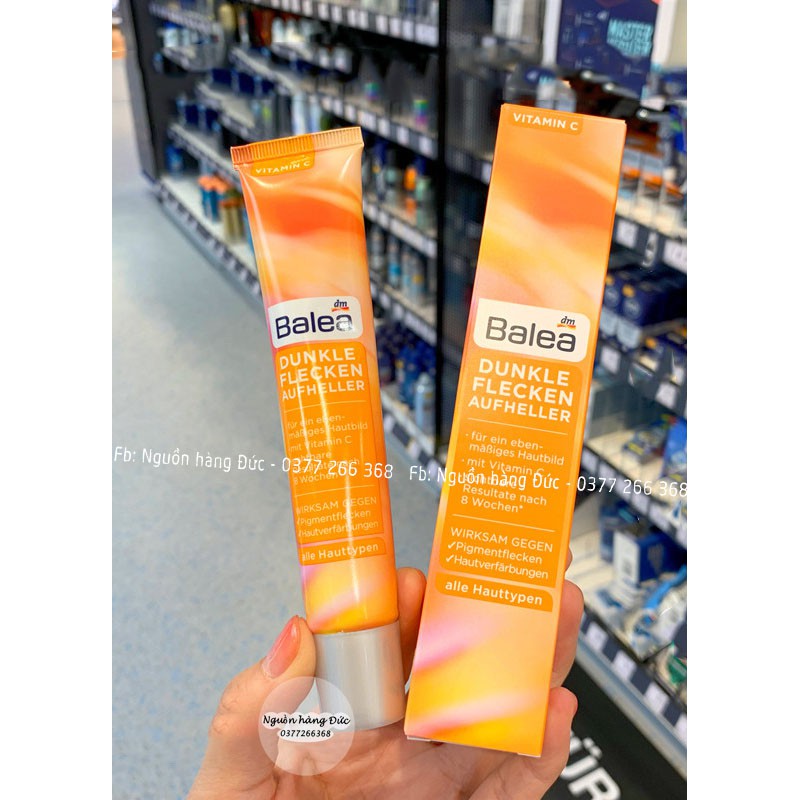 VITAMIN C
dm
Balea
DUNKLE
FLECKEN
AUFHELLER
für ein eben-
mäßiges Hautbild
mit Vitamin C
8 Wochen
WIRKSAM GEGEN
✓Pigmentflecken
✓Hautverfärbungen
alle Hauttypen
VITAMIN C
dm
Balea
DUNKLE
FLECKEN
AUFHELLER
· für ein eben-
mäßiges Hautbild
· mit Vitamin C
Resultate nach
8 Wochen*
WIRKSAM GEGEN
✓Pigmentflecken
✓Hautverfärbungen
alle Hauttypen
Fb: Nguồn hàng Đức - 0377 266 368
Fb: Nguồn hàng Đức - 0377 266 368
Nguồn hàng Đức
0377266368